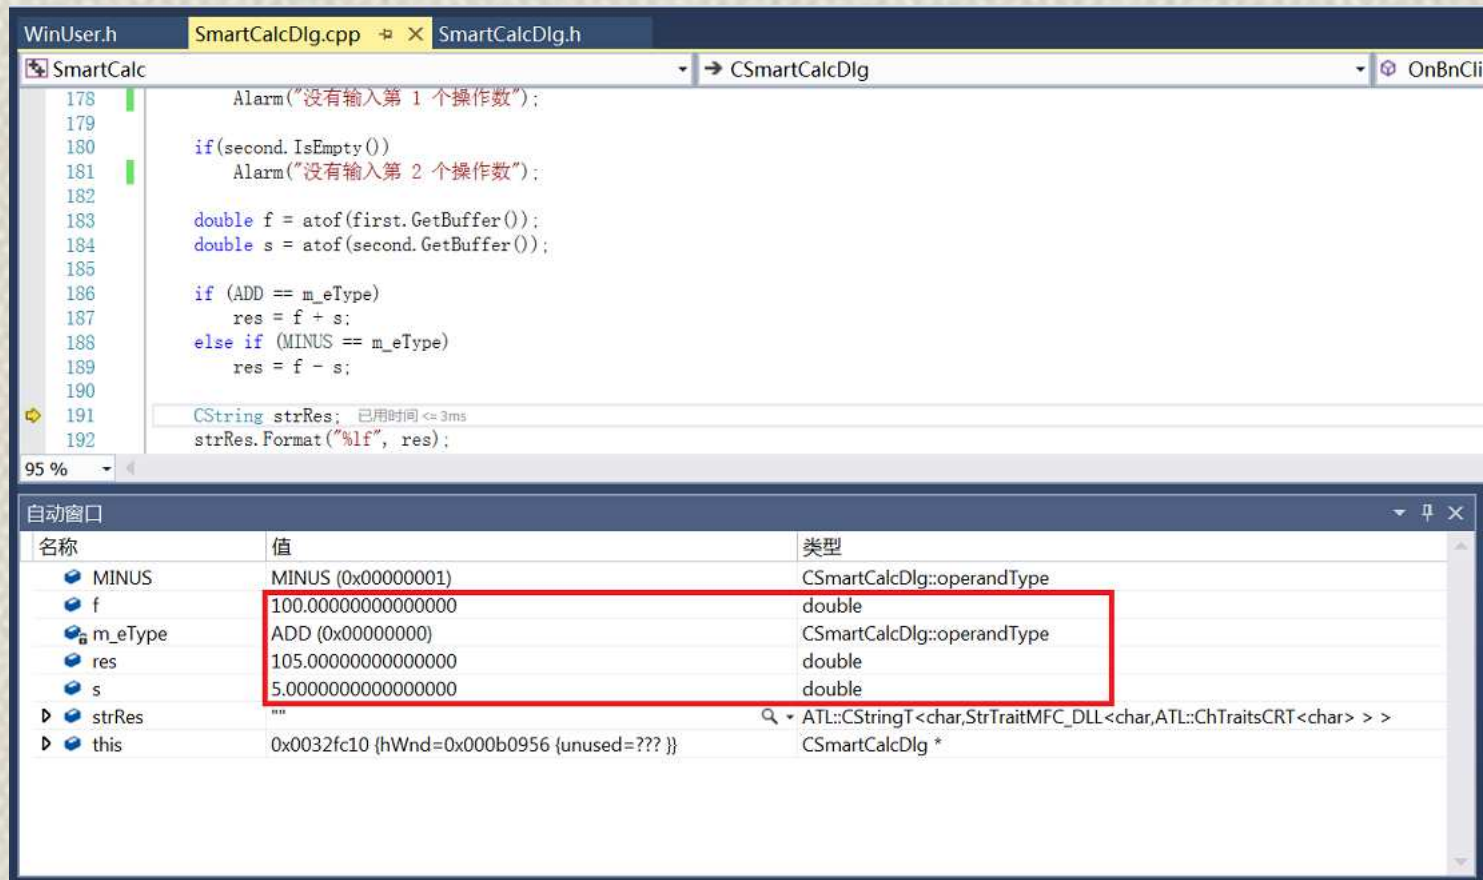 WinUser.h SmartCalcDlg.cpp SmartCalcDlg.h
SmartCalc CSmartCalcDlg OnBnCli
178 Alarm("没有输入第 1 个操作数");
179
180 if(second.IsEmpty())
181 Alarm("没有输入第 2 个操作数");
182
183 double f = atof(first.GetBuffer());
184 double s = atof(second.GetBuffer());
185
186 if (ADD == m_eType)
187 res = f + s;
188 else if (MINUS == m_eType)
189 res = f - s;
190
191 CString strRes; 已用时间 <= 3ms
192 strRes.Format("%lf", res);
95 %
自动窗口
名称 值 类型
MINUS MINUS (0x00000001) CSmartCalcDlg::operandType
f 100.00000000000000 double
m_eType ADD (0x00000000) CSmartCalcDlg::operandType
res 105.00000000000000 double
s 5.0000000000000000 double
strRes "" ATL::CStringT<char,StrTraitMFC_DLL<char,ATL::ChTraitsCRT<char> > >
this 0x0032fc10 {hWnd=0x000b0956 {unused=??? }} CSmartCalcDlg *